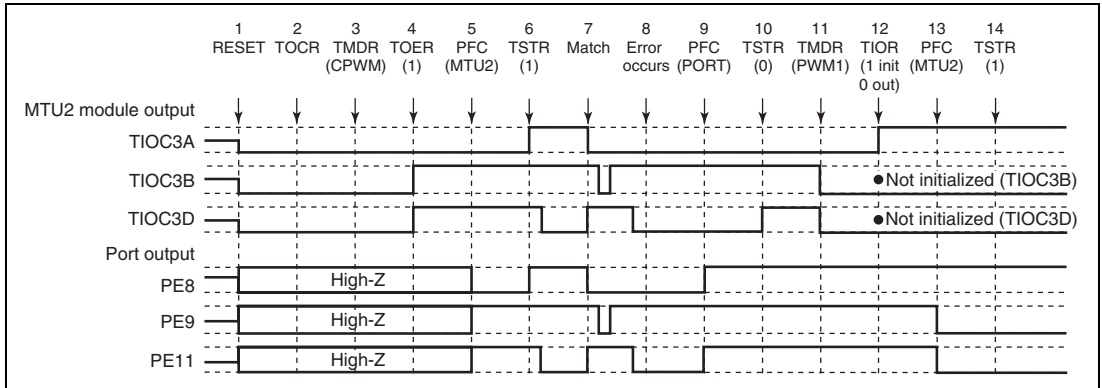 1 2 3 4 5 6 7 8 9 10 11 12 13 14
RESET TOCR TMDR TOER PFC TSTR Match Error PFC TSTR TMDR TIOR PFC TSTR
(CPWM) (1) (MTU2) (1) occurs (PORT) (0) (PWM1) (1 init (MTU2) (1)
0 out)
MTU2 module output
TIOC3A
TIOC3B
●Not initialized (TIOC3B)
TIOC3D
●Not initialized (TIOC3D)
Port output
PE8
High-Z
PE9
High-Z
PE11
High-Z